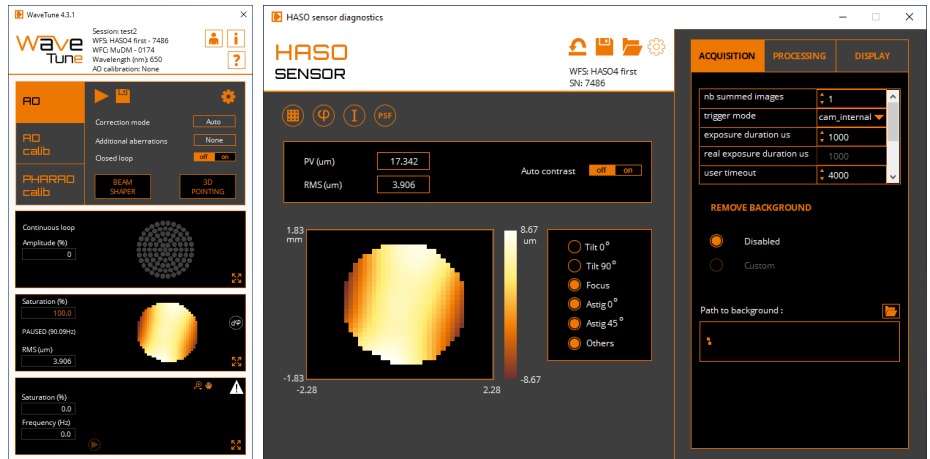 WaveTune 4.3.1
WAVE
TUNE
Session: test2
WFS: HASO4 first - 7486
WFC: MuDM - 0174
Wavelength (nm): 650
AO calibration: None
i
?
AO
AO
calib
PHARAO
calib
Correction mode
Auto
Additional aberrations
None
Closed loop
off on
BEAM
SHAPER
3D
POINTING
Continuous loop
Amplitude (%)
0
Saturation (%)
100.0
PAUSED (90.09Hz)
RMS (um)
3.906
Saturation (%)
0.0
Frequency (Hz)
0.0
HASO sensor diagnostics
HASO
SENSOR
WFS: HASO4 first
SN: 7486
φ
I
PSF
PV (um)
17.342
RMS (um)
3.906
Auto contrast
off on
1.83
mm
-1.83
-2.28
2.28
8.67
um
-8.67
Tilt 0°
Tilt 90°
Focus
Astig 0°
Astig 45°
Others
ACQUISITION PROCESSING DISPLAY
nb summed images 1
trigger mode cam_internal
exposure duration us 1000
real exposure duration us 1000
user timeout 4000
REMOVE BACKGROUND
Disabled
Custom
Path to background :